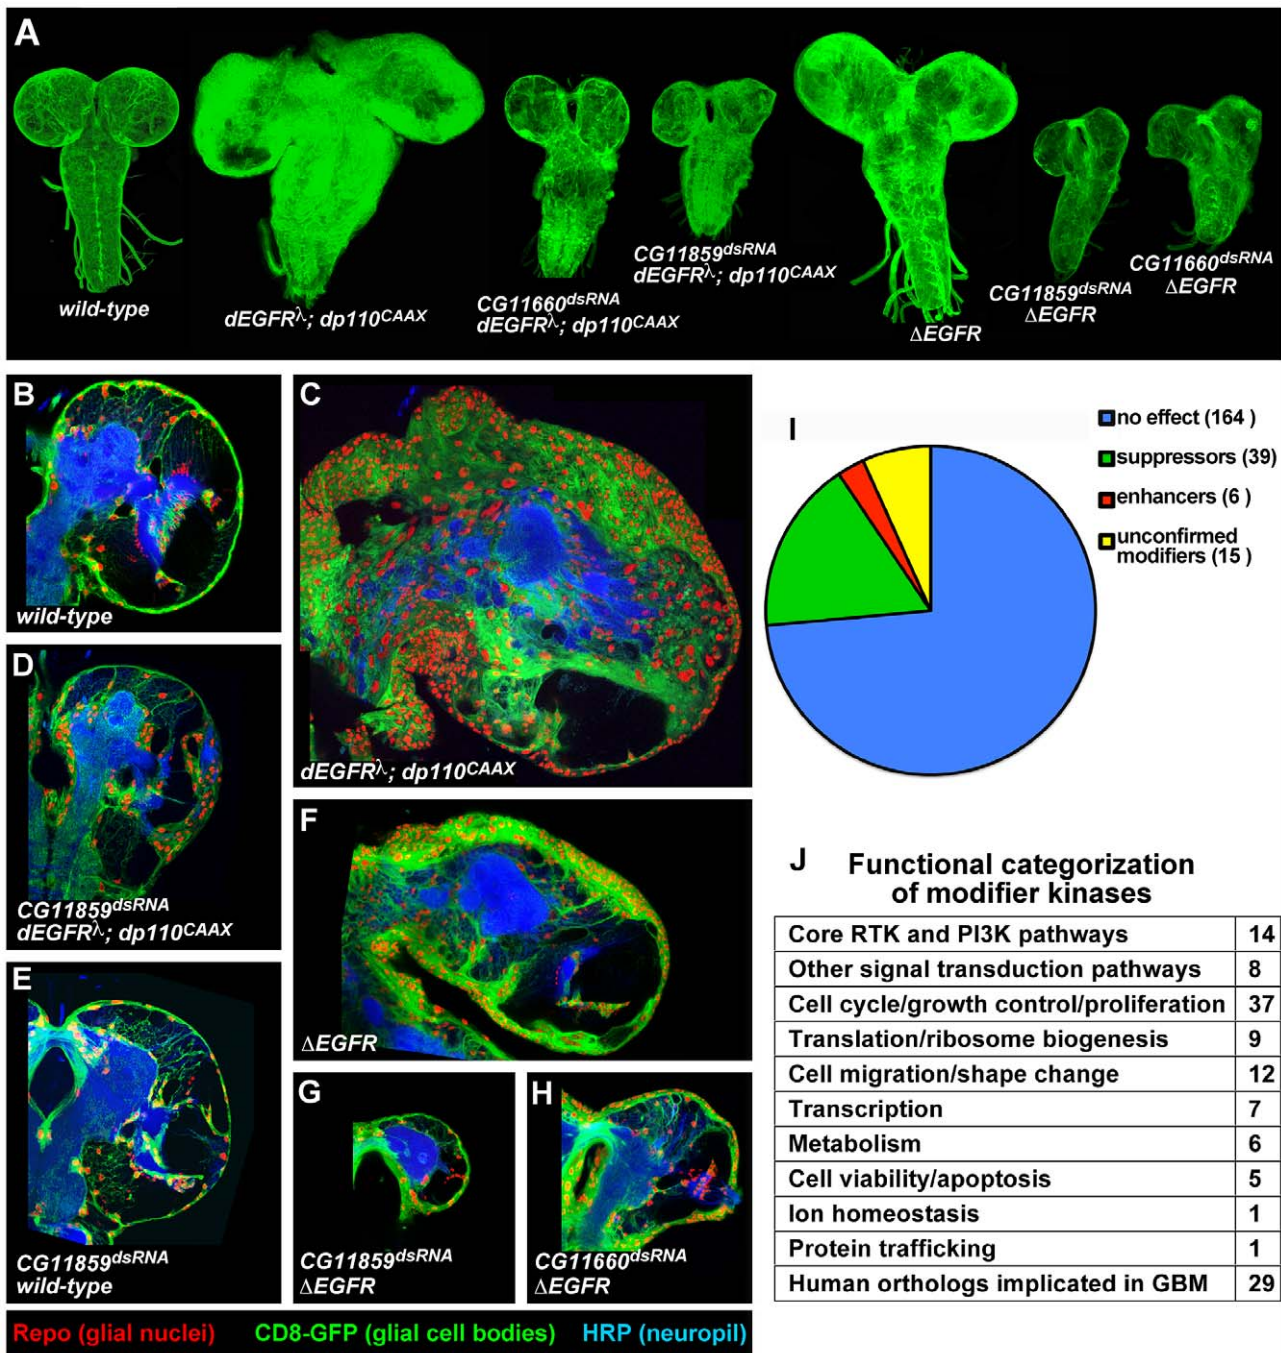 A
wild-type
dEGFRλ; dp110CAAX
CG11660dsRNA
dEGFRλ; dp110CAAX
CG11859dsRNA
dEGFRλ; dp110CAAX
ΔEGFR
CG11859dsRNA
ΔEGFR
CG11660dsRNA
ΔEGFR
B
wild-type
C
dEGFRλ; dp110CAAX
D
CG11859dsRNA
dEGFRλ; dp110CAAX
E
CG11859dsRNA
wild-type
F
ΔEGFR
G
CG11859dsRNA
ΔEGFR
H
CG11660dsRNA
ΔEGFR
Repo (glial nuclei) CD8-GFP (glial cell bodies) HRP (neuropil)
I
no effect (164 )
suppressors (39)
enhancers (6 )
unconfirmed
modifiers (15 )
J Functional categorization
of modifier kinases
Core RTK and PI3K pathways 14
Other signal transduction pathways 8
Cell cycle/growth control/proliferation 37
Translation/ribosome biogenesis 9
Cell migration/shape change 12
Transcription 7
Metabolism 6
Cell viability/apoptosis 5
Ion homeostasis 1
Protein trafficking 1
Human orthologs implicated in GBM 29